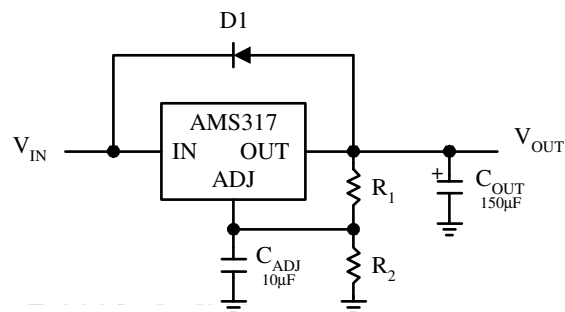 D1
AMS317
V_IN
IN OUT
V_OUT
ADJ
+
R_1
C_OUT
150µF
C_ADJ
10µF
R_2